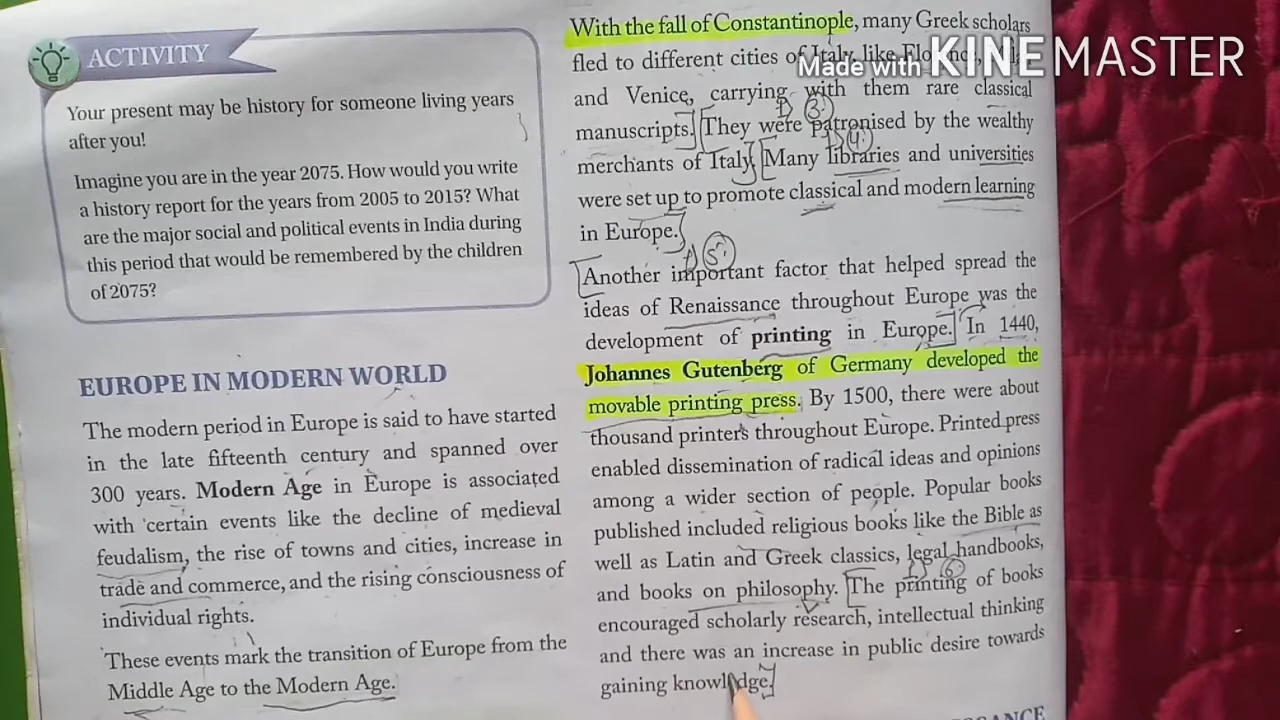 ACTIVITY
Your present may be history for someone living years
after you!
Imagine you are in the year 2075. How would you write
a history report for the years from 2005 to 2015? What
are the major social and political events in India during
this period that would be remembered by the children
of 2075?
EUROPE IN MODERN WORLD
The modern period in Europe is said to have started
in the late fifteenth century and spanned over
300 years. Modern Age in Europe is associated
with certain events like the decline of medieval
feudalism, the rise of towns and cities, increase in
trade and commerce, and the rising consciousness of
individual rights.
These events mark the transition of Europe from the
Middle Age to the Modern Age.
With the fall of Constantinople, many Greek scholars
fled to different cities of Italy like
and Venice, carrying with them rare classical
manuscripts. They were patronised by the wealthy
merchants of Italy. Many libraries and universities
were set up to promote classical and modern learning
in Europe.
Another important factor that helped spread the
ideas of Renaissance throughout Europe was the
development of printing in Europe. In 1440,
Johannes Gutenberg of Germany developed the
movable printing press. By 1500, there were about
thousand printers throughout Europe. Printed press
enabled dissemination of radical ideas and opinions
among a wider section of people. Popular books
published included religious books like the Bible as
well as Latin and Greek classics, legal handbooks,
and books on philosophy. The printing of books
encouraged scholarly research, intellectual thinking
and there was an increase in public desire towards
gaining knowledge.
Made with KINEMASTER